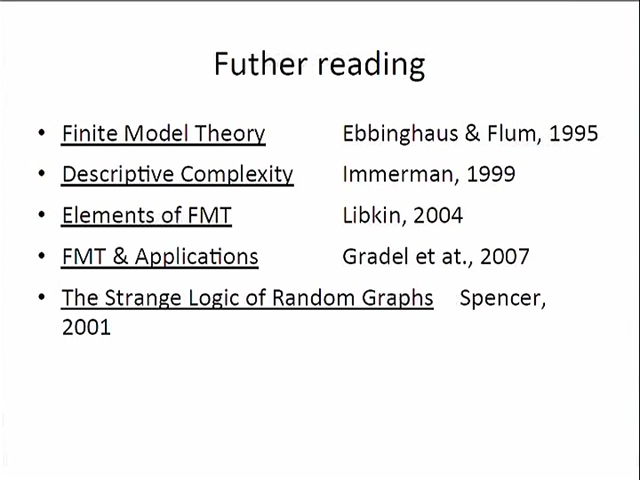 Futher reading
• Finite Model Theory Ebbinghaus & Flum, 1995
• Descriptive Complexity Immerman, 1999
• Elements of FMT Libkin, 2004
• FMT & Applications Gradel et at., 2007
• The Strange Logic of Random Graphs Spencer,
2001